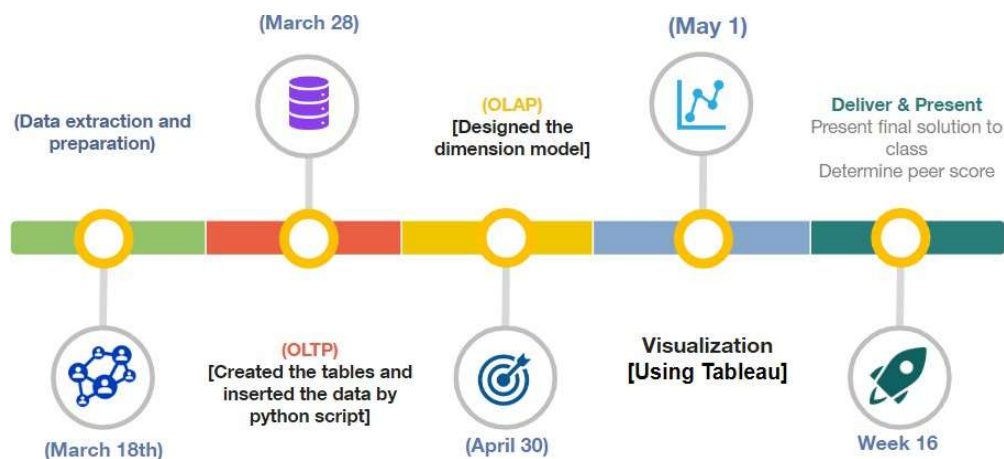 (Data extraction and
preparation)
(March 18th)
(March 28)
(OLTP)
[Created the tables and
inserted the data by
python script]
(OLAP)
[Designed the
dimension model]
(April 30)
(May 1)
Visualization
[Using Tableau]
Deliver & Present
Present final solution to
class
Determine peer score
Week 16